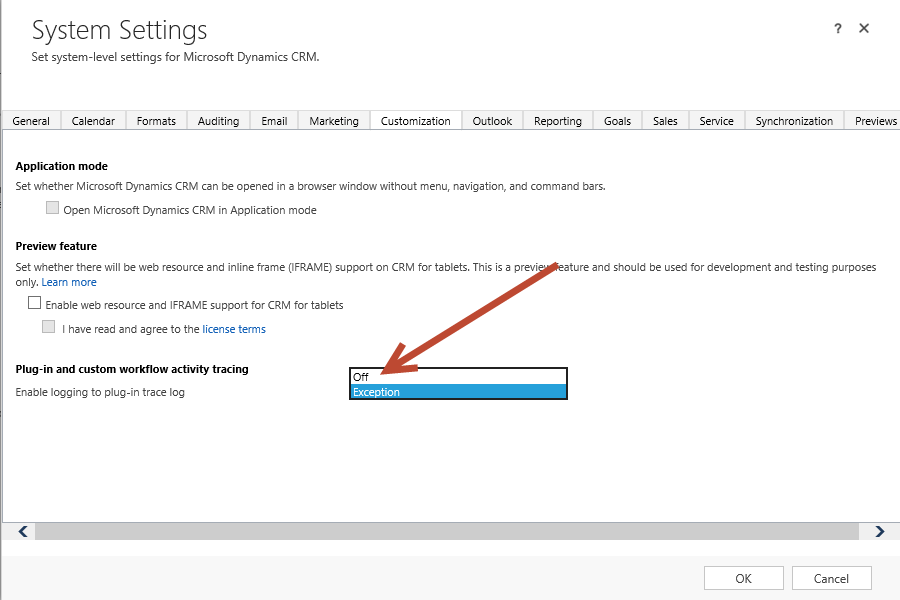 System Settings
? ×
Set system-level settings for Microsoft Dynamics CRM.
General Calendar Formats Auditing Email Marketing Customization Outlook Reporting Goals Sales Service Synchronization Previews
Application mode
Set whether Microsoft Dynamics CRM can be opened in a browser window without menu, navigation, and command bars.
Open Microsoft Dynamics CRM in Application mode
Preview feature
Set whether there will be web resource and inline frame (IFRAME) support on CRM for tablets. This is a preview feature and should be used for development and testing purposes
only. Learn more
Enable web resource and IFRAME support for CRM for tablets
I have read and agree to the license terms
Plug-in and custom workflow activity tracing
Off
Enable logging to plug-in trace log
Exception
OK Cancel